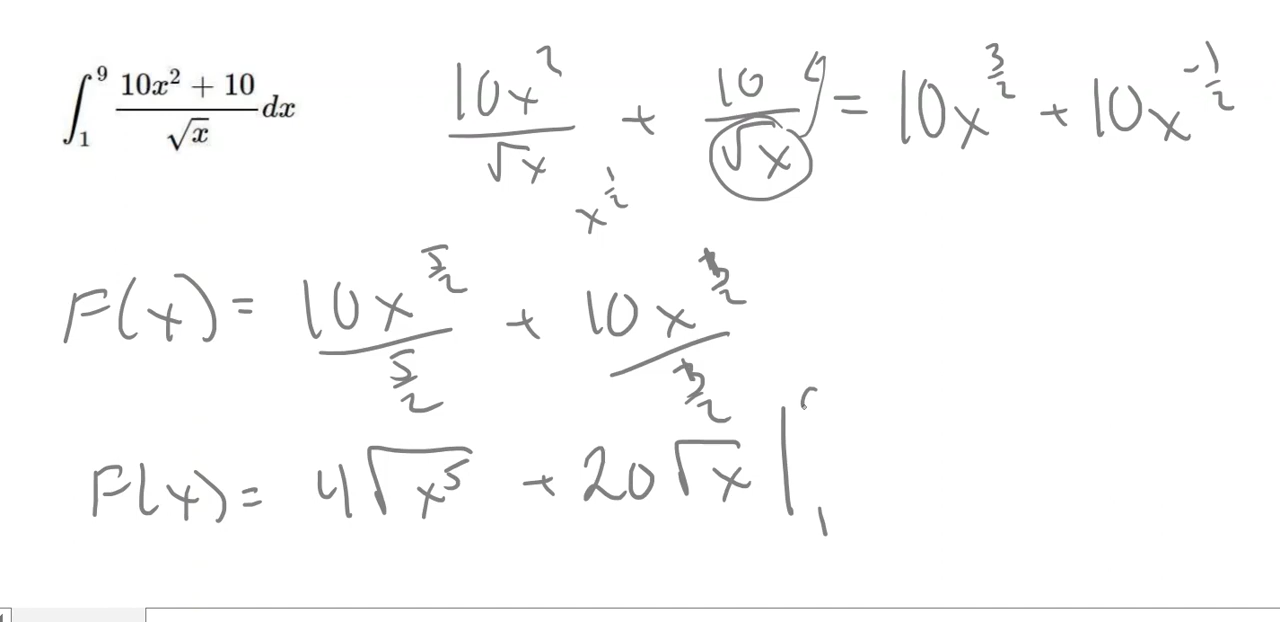 ∫₁⁹ (10x² + 10)/√x dx
10x²/√x + 10/√x = 10x^(3/2) + 10x^(-1/2)
x^(1/2)
F(x) = 10x^(5/2)/(5/2) + 10x^(1/2)/(1/2)
F(x) = 4√x⁵ + 20√x |₁